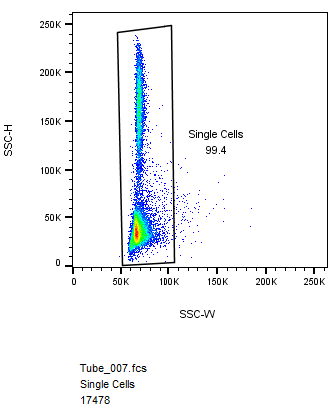 250K
200K
150K
100K
50K
0
SSC-H
Single Cells
99.4
0 50K 100K 150K 200K 250K
SSC-W
Tube_007.fcs
Single Cells
17478